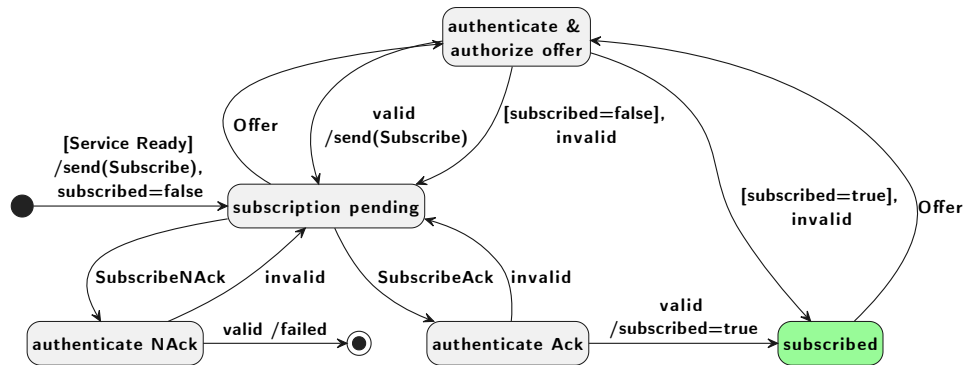 authenticate &
authorize offer
Offer
valid
/send(Subscribe)
[subscribed=false],
invalid
[Service Ready]
/send(Subscribe),
subscribed=false
subscription pending
[subscribed=true],
invalid
Offer
SubscribeNAck
invalid
SubscribeAck
invalid
authenticate NAck
valid /failed
authenticate Ack
valid
/subscribed=true
subscribed